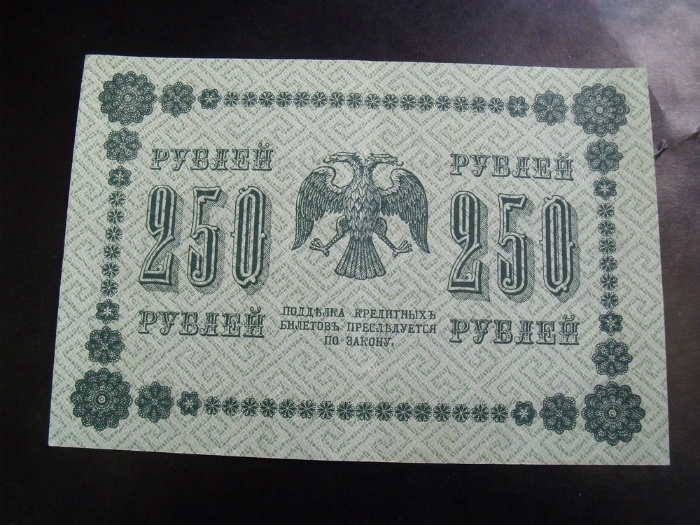 РУБЛЕЙ
250
РУБЛЕЙ
ПОДДѢЛКА КРЕДИТНЫХЪ
БИЛЕТОВЪ ПРЕСЛѢДУЕТСЯ
ПО ЗАКОНУ.
РУБЛЕЙ
250
РУБЛЕЙ